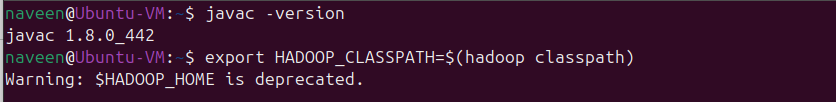 naveen@Ubuntu-VM:~$ javac -version
javac 1.8.0_442
naveen@Ubuntu-VM:~$ export HADOOP_CLASSPATH=$(hadoop classpath)
Warning: $HADOOP_HOME is deprecated.